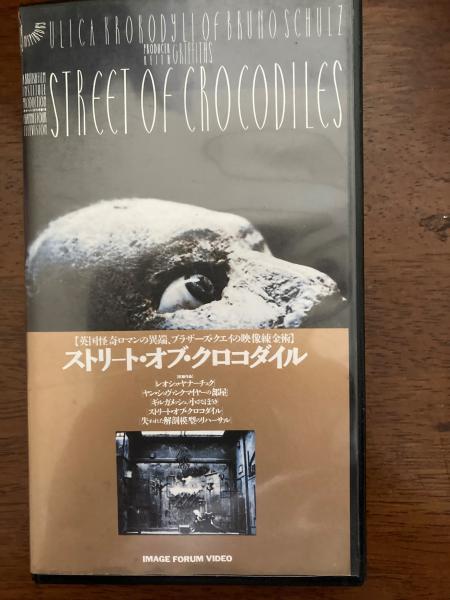 ULICA KROKODYLI OF BRUNO SCHULZ
PRODUCER
KEITH GRIFFITHS
STREET OF CROCODILES
【英国怪奇ロマンの異端、ブラザーズ・クエイの映像錬金術】
ストリート・オブ・クロコダイル
「レオシュ・ヤナーチェク」
「ヤン・シュヴァンクマイヤーの部屋」
「ギルガメッシュ/小さなほうき」
「ストリート・オブ・クロコダイル」
「失われた解剖模型のリハーサル」
IMAGE FORUM VIDEO